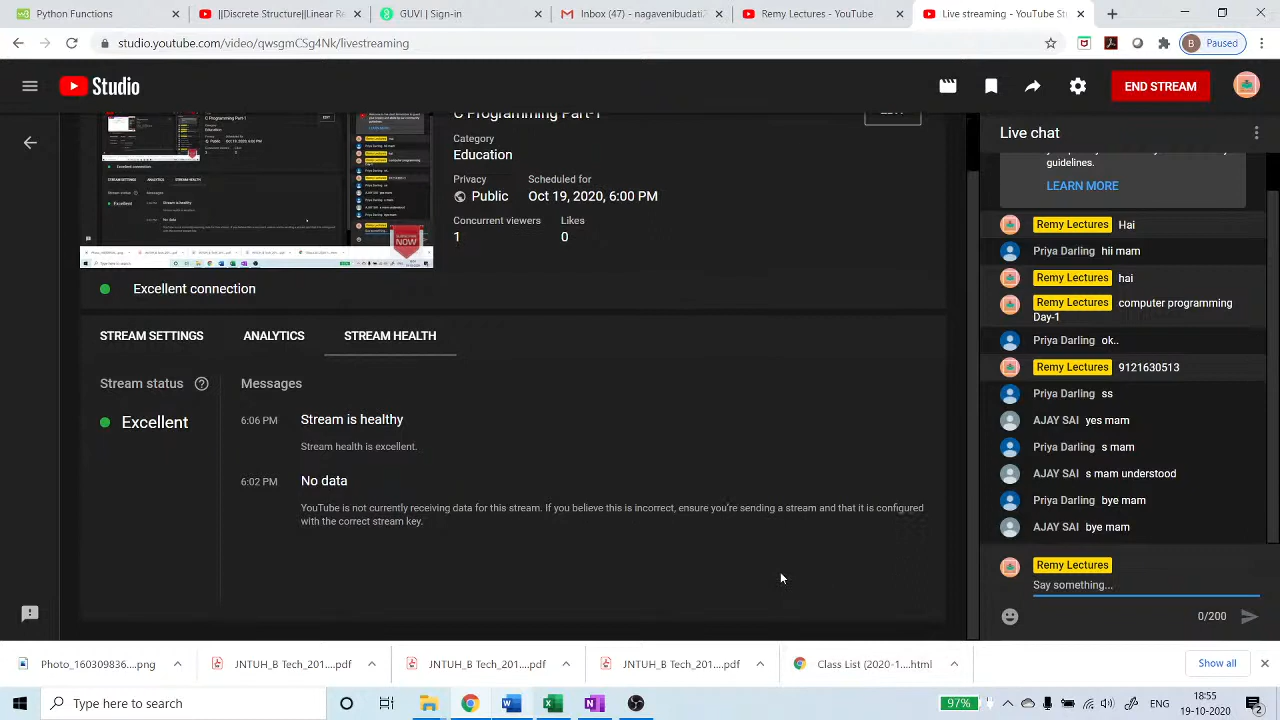 Python Functions
||Discrete Structure||Lecture Re
GUVI | Sign-in
Inbox (47) - nagavenibudati2
Remy Lectures - YouTube
Live streaming - YouTube St
studio.youtube.com/video/qwsgmCSg4Nk/livestreaming
B Paused
Studio
END STREAM
C Programming Part-1
Category
Education
Privacy
Scheduled for
Public
Oct 19, 2020, 6:00 PM
Concurrent viewers
Likes
1
0
SUBSCRIBE
NOW
Excellent connection
STREAM SETTINGS
ANALYTICS
STREAM HEALTH
Stream status
Excellent
Messages
6:06 PM
Stream is healthy
Stream health is excellent.
6:02 PM
No data
YouTube is not currently receiving data for this stream. If you believe this is incorrect, ensure you're sending a stream and that it is configured
with the correct stream key.
Live chat
guidelines.
LEARN MORE
Remy Lectures Hai
Priya Darling hi mam
Remy Lectures hai
Remy Lectures computer programming
Day-1
Priya Darling ok..
Remy Lectures 9121630513
Priya Darling ss
AJAY SAI yes mam
Priya Darling s mam
AJAY SAI s mam understood
Priya Darling bye mam
AJAY SAI bye mam
Remy Lectures
Say something...
0/200
Photo_160309836....png
JNTUH_B Tech_201....pdf
JNTUH_B Tech_201....pdf
JNTUH_B Tech_201....pdf
Class List (2020-1....html
Show all
Type here to search
97%
ENG
18:55
19-10-2020
2